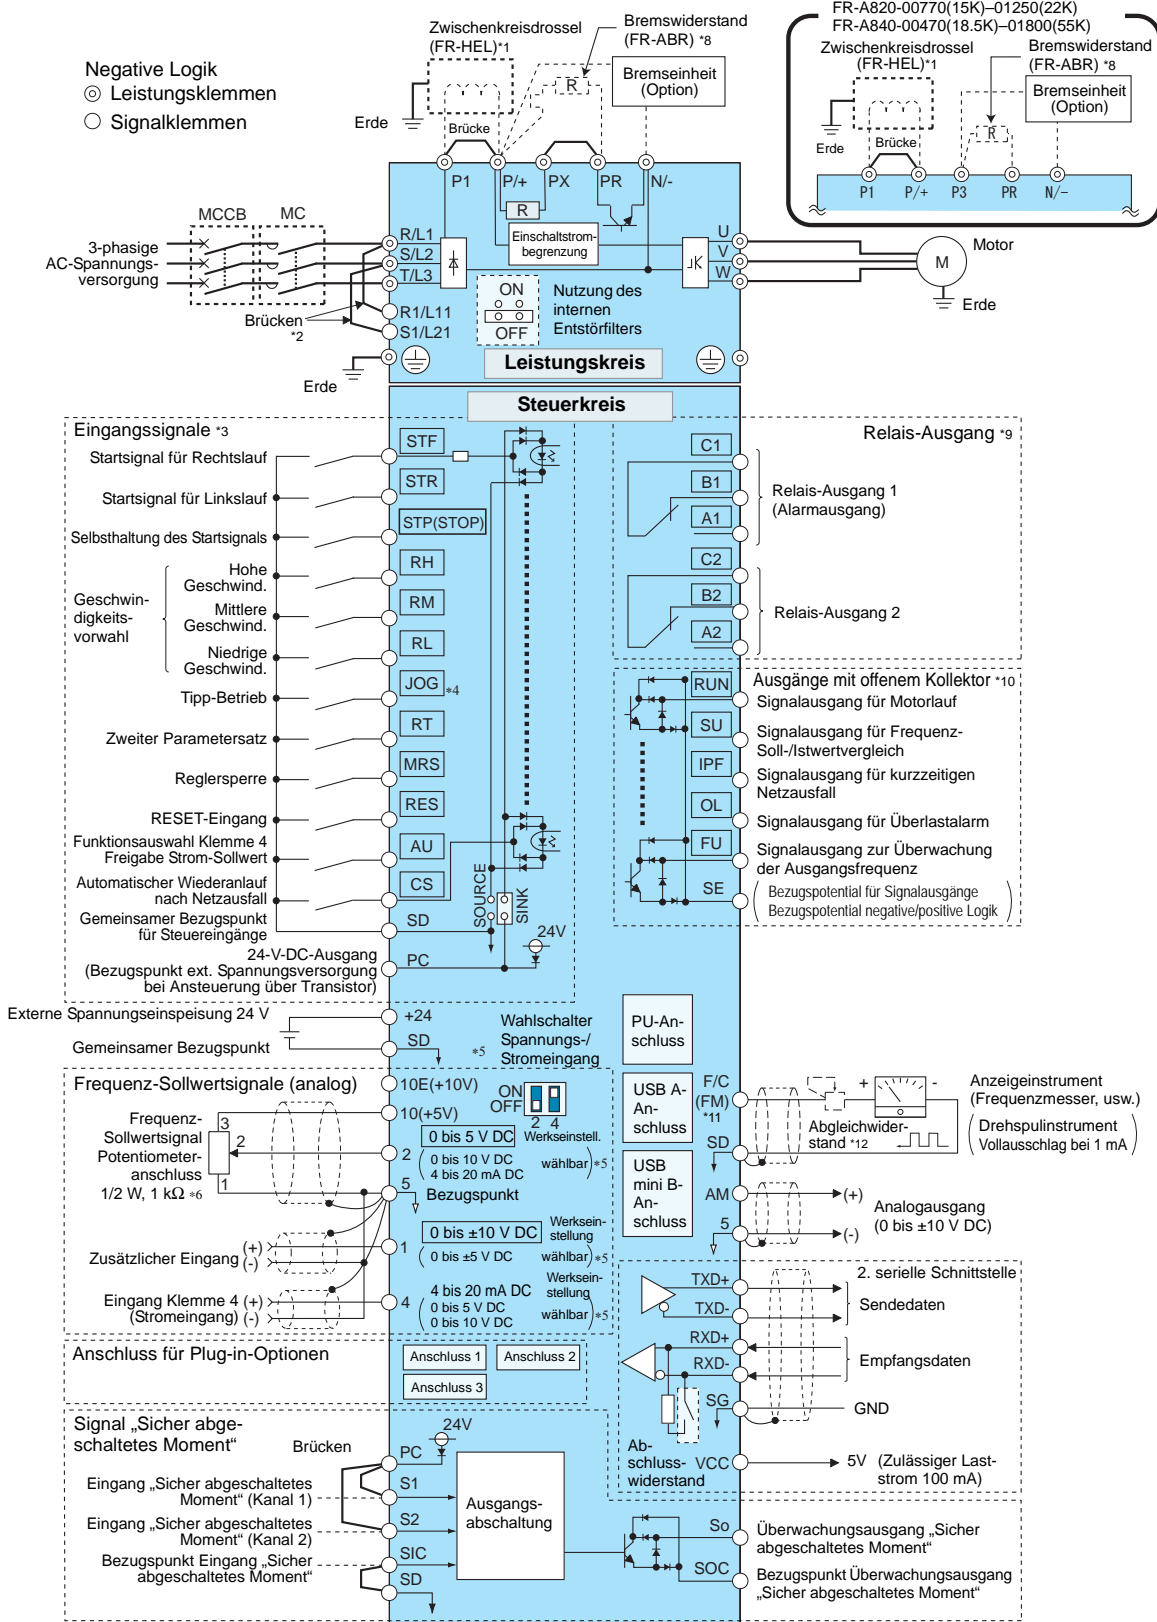 FR-A820-00770(15K)–01250(22K)
FR-A840-00470(18.5K)–01800(55K)
Zwischenkreisdrossel
(FR-HEL)*1
Bremswiderstand
(FR-ABR) *8
Bremseinheit
(Option)
R
Erde
Brücke
P1
P/+
P3
PR
N/-
Negative Logik
Leistungsklemmen
Signalklemmen
Zwischenkreisdrossel
(FR-HEL)*1
Bremswiderstand
(FR-ABR) *8
Bremseinheit
(Option)
R
Erde
Brücke
P1
P/+
PX
PR
N/-
R
MCCB
MC
3-phasige
AC-Spannungs-
versorgung
R/L1
S/L2
T/L3
R1/L11
S1/L21
Brücken
*2
Erde
Einschaltstrom-
begrenzung
ON
OFF
Nutzung des
internen
Entstörfilters
U
V
W
M
Motor
Erde
Leistungskreis
Steuerkreis
Eingangssignale *3
Startsignal für Rechtslauf
STF
Startsignal für Linkslauf
STR
Selbsthaltung des Startsignals
STP(STOP)
Geschwin-
digkeits-
vorwahl
Hohe
Geschwind.
RH
Mittlere
Geschwind.
RM
Niedrige
Geschwind.
RL
Tipp-Betrieb
JOG *4
Zweiter Parametersatz
RT
Reglersperre
MRS
RESET-Eingang
RES
Funktionsauswahl Klemme 4
Freigabe Strom-Sollwert
AU
Automatischer Wiederanlauf
nach Netzausfall
CS
Gemeinsamer Bezugspunkt
für Steuereingänge
SD
24-V-DC-Ausgang
(Bezugspunkt ext. Spannungsversorgung
bei Ansteuerung über Transistor)
PC
SOURCE
SINK
24V
Relais-Ausgang *9
C1
B1
A1
Relais-Ausgang 1
(Alarmausgang)
C2
B2
A2
Relais-Ausgang 2
Ausgänge mit offenem Kollektor *10
RUN
Signalausgang für Motorlauf
SU
Signalausgang für Frequenz-
Soll-/Istwertvergleich
IPF
Signalausgang für kurzzeitigen
Netzausfall
OL
Signalausgang für Überlastalarm
FU
Signalausgang zur Überwachung
der Ausgangsfrequenz
SE
Bezugspotential für Signalausgänge
Bezugspotential negative/positive Logik
Externe Spannungseinspeisung 24 V
+24
Gemeinsamer Bezugspunkt
SD
*5
Wahlschalter
Spannungs-/
Stromeingang
PU-An-
schluss
USB A-
An-
schluss
USB
mini B-
An-
schluss
Frequenz-Sollwertsignale (analog)
Frequenz-
Sollwertsignal
Potentiometer-
anschluss
1/2 W, 1 kΩ *6
3
2
1
10E(+10V)
10(+5V)
ON
OFF
2 4
0 bis 5 V DC
Werkseinstell.
2
0 bis 10 V DC
4 bis 20 mA DC
wählbar
*5
5
Bezugspunkt
Zusätzlicher Eingang
(+)
(-)
1
0 bis ±10 V DC
Werksein-
stellung
0 bis ±5 V DC
wählbar
*5
Eingang Klemme 4
(Stromeingang)
(+)
(-)
4
4 bis 20 mA DC
Werksein-
stellung
0 bis 5 V DC
0 bis 10 V DC
wählbar
*5
F/C
(FM)
*11
SD
+
-
Anzeigeinstrument
(Frequenzmesser, usw.)
Abgleichwider-
stand *12
Drehspulinstrument
Vollausschlag bei 1 mA
AM
5
(+)
(-)
Analogausgang
(0 bis ±10 V DC)
2. serielle Schnittstelle
TXD+
TXD-
Sendedaten
RXD+
RXD-
Empfangsdaten
SG
GND
Ab-
schluss-
widerstand
VCC
5V
(Zulässiger Last-
strom 100 mA)
Anschluss für Plug-in-Optionen
Anschluss 1
Anschluss 2
Anschluss 3
Signal „Sicher abge-
schaltetes Moment“
Brücken
24V
PC
Eingang „Sicher abgeschaltetes
Moment“ (Kanal 1)
S1
Eingang „Sicher abgeschaltetes
Moment“ (Kanal 2)
S2
Bezugspunkt Eingang „Sicher
abgeschaltetes Moment“
SIC
SD
Ausgangs-
abschaltung
So
Überwachungsausgang „Sicher
abgeschaltetes Moment“
SOC
Bezugspunkt Überwachungsausgang
„Sicher abgeschaltetes Moment“